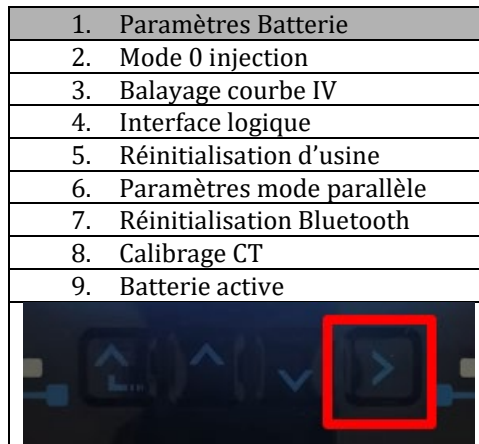 1. Paramètres Batterie
2. Mode 0 injection
3. Balayage courbe IV
4. Interface logique
5. Réinitialisation d’usine
6. Paramètres mode parallèle
7. Réinitialisation Bluetooth
8. Calibrage CT
9. Batterie active